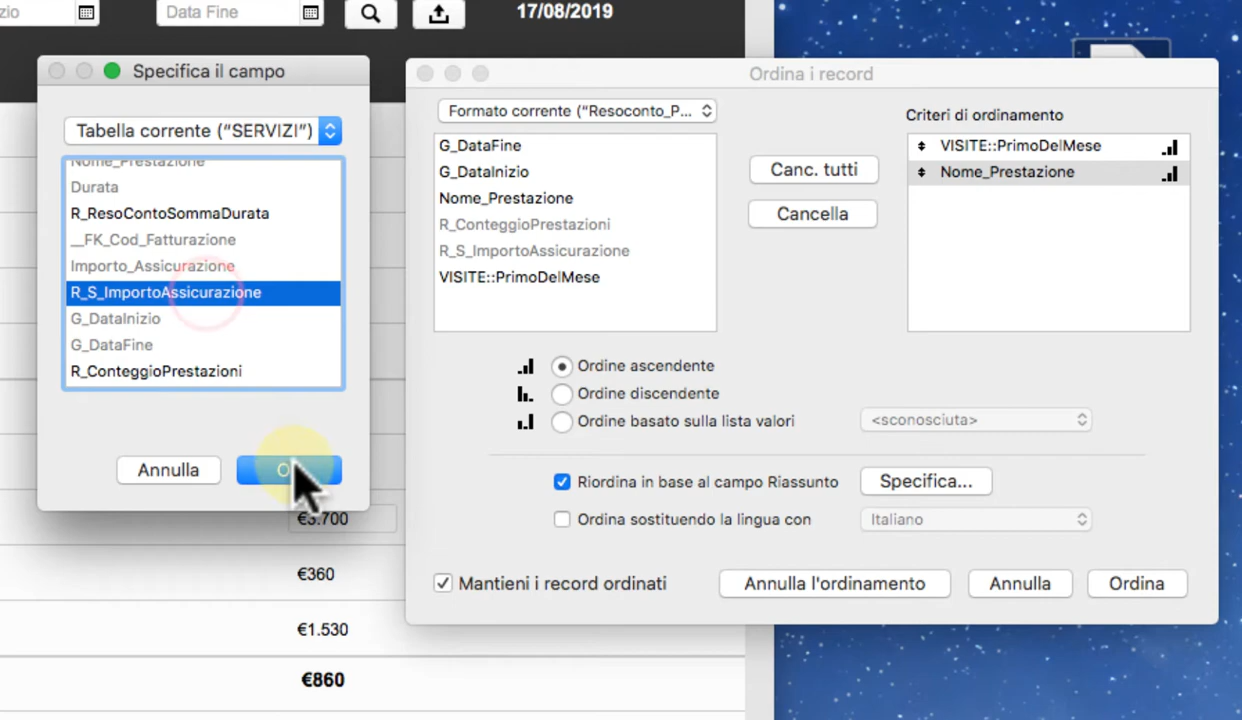 Data Fine
17/08/2019
Specifica il campo
Tabella corrente (“SERVIZI”)
Nome_Prestazione
Durata
R_ResoContoSommaDurata
__FK_Cod_Fatturazione
Importo_Assicurazione
R_S_ImportoAssicurazione
G_DataInizio
G_DataFine
R_ConteggioPrestazioni
Annulla
€3.700
€360
€1.530
€860
Ordina i record
Formato corrente (“Resoconto_P...
G_DataFine
G_DataInizio
Nome_Prestazione
R_ConteggioPrestazioni
R_S_ImportoAssicurazione
VISITE::PrimoDelMese
Canc. tutti
Cancella
Criteri di ordinamento
VISITE::PrimoDelMese
Nome_Prestazione
Ordine ascendente
Ordine discendente
Ordine basato sulla lista valori
<sconosciuta>
Riordina in base al campo Riassunto
Specifica...
Ordina sostituendo la lingua con
Italiano
Mantieni i record ordinati
Annulla l'ordinamento
Annulla
Ordina